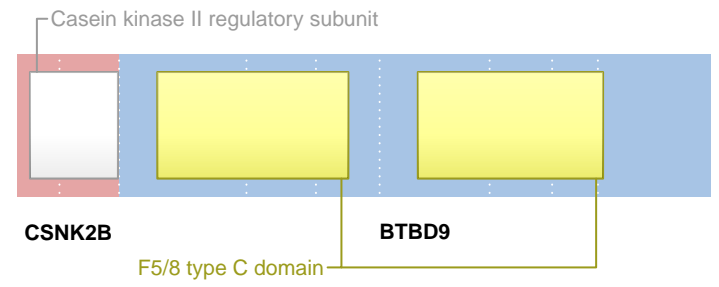 Casein kinase II regulatory subunit
CSNK2B
BTBD9
F5/8 type C domain